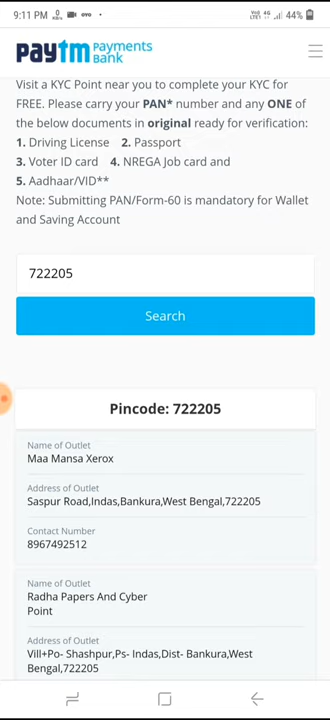 9:11 PM
44%
paytm Payments Bank
Visit a KYC Point near you to complete your KYC for
FREE. Please carry your PAN* number and any ONE of
the below documents in original ready for verification:
1. Driving License 2. Passport
3. Voter ID card 4. NREGA Job card and
5. Aadhaar/VID**
Note: Submitting PAN/Form-60 is mandatory for Wallet
and Saving Account
722205
Search
Pincode: 722205
Name of Outlet
Maa Mansa Xerox
Address of Outlet
Saspur Road,Indas,Bankura,West Bengal,722205
Contact Number
8967492512
Name of Outlet
Radha Papers And Cyber
Point
Address of Outlet
Vill+Po- Shashpur,Ps- Indas,Dist- Bankura,West
Bengal,722205